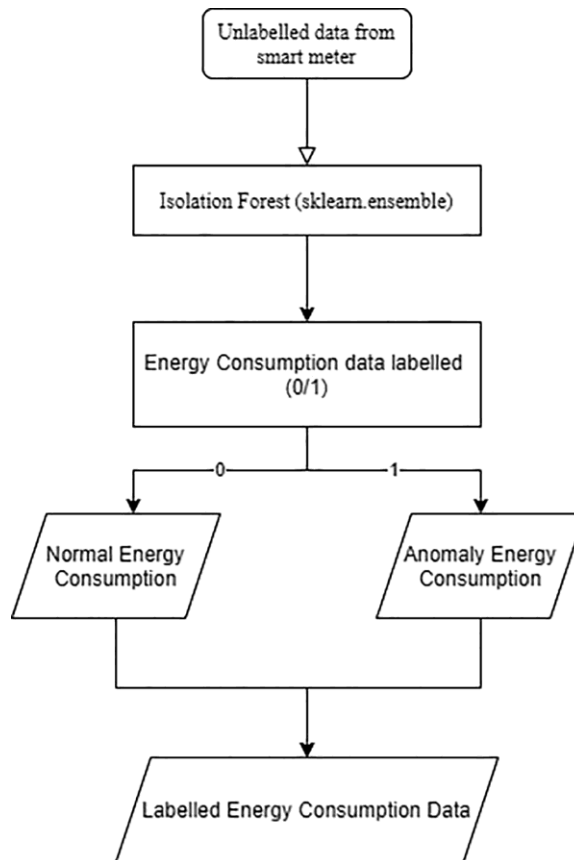 Unlabelled data from
smart meter
Isolation Forest (sklearn.ensemble)
Energy Consumption data labelled
(0/1)
0
1
Normal Energy
Consumption
Anomaly Energy
Consumption
Labelled Energy Consumption Data